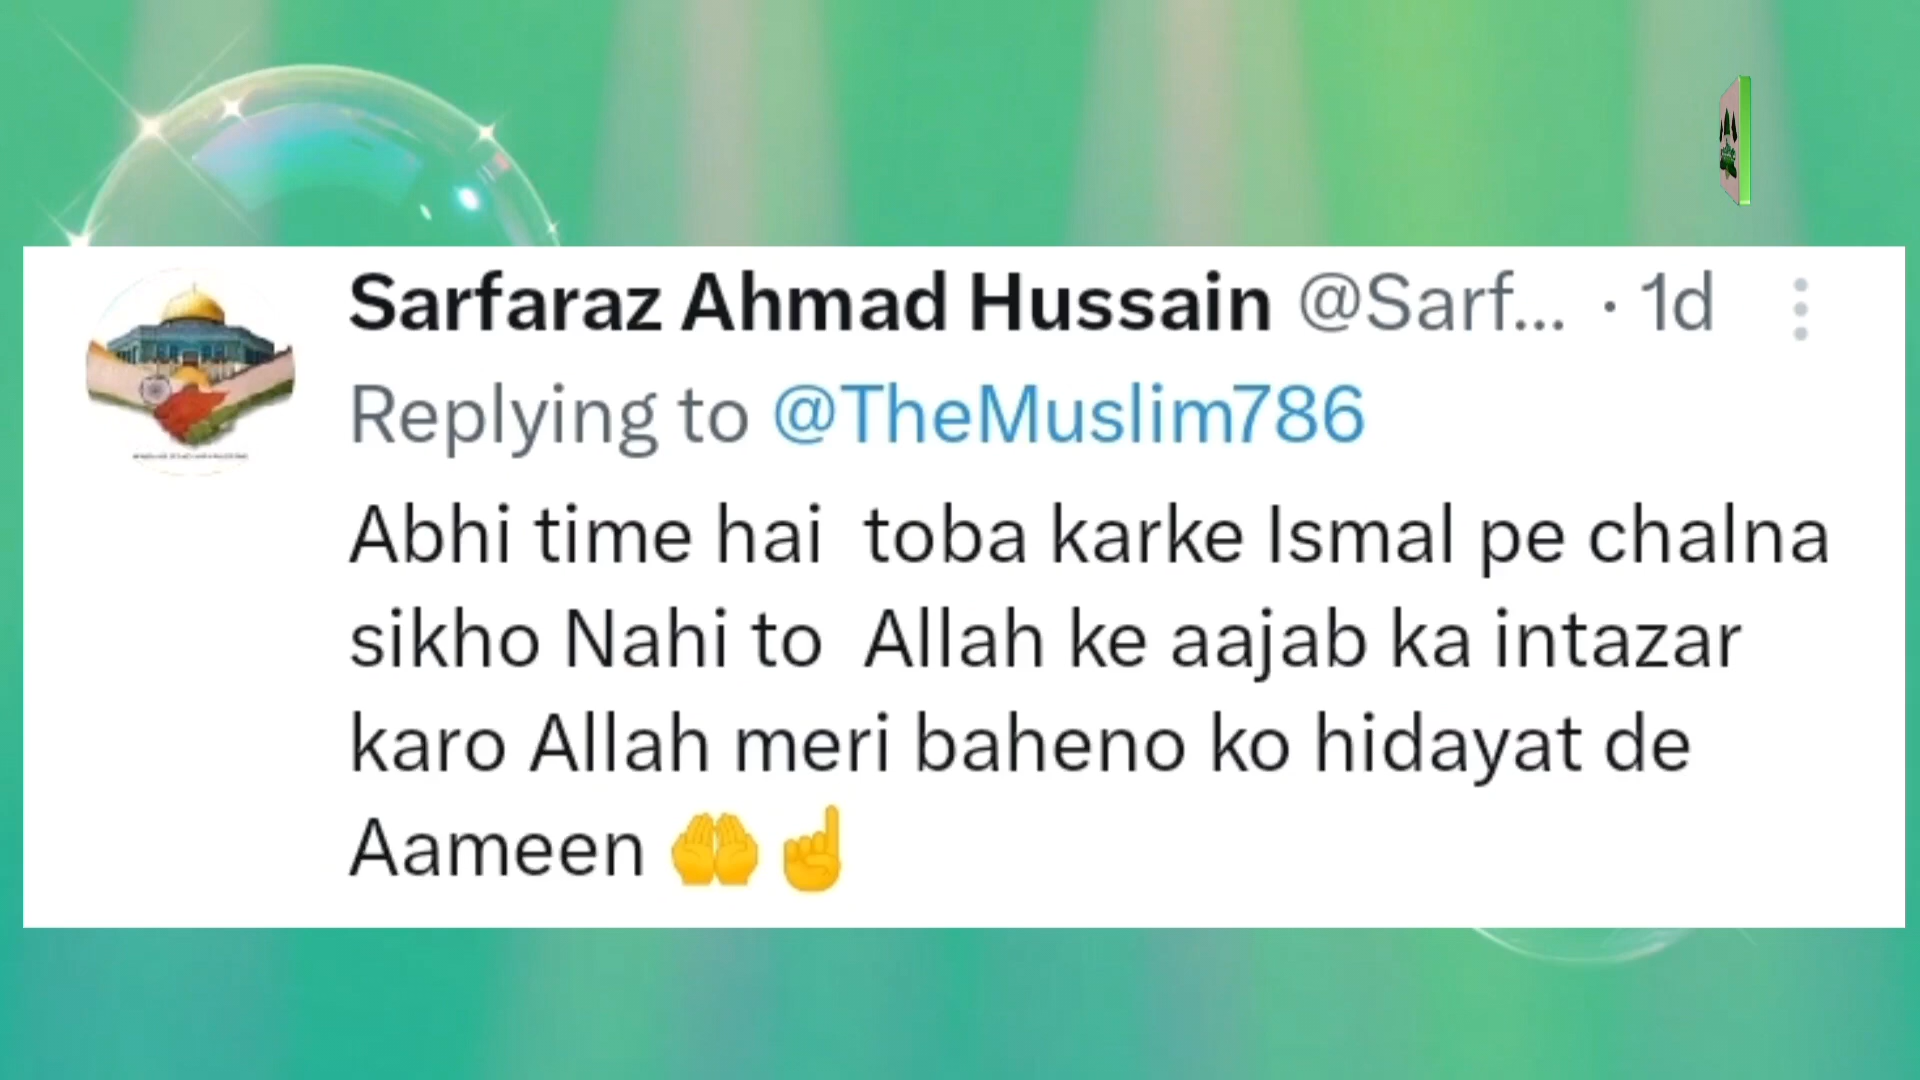 Sarfaraz Ahmad Hussain @Sarf... · 1d
Replying to @TheMuslim786
Abhi time hai toba karke Ismal pe chalna
sikho Nahi to Allah ke aajab ka intazar
karo Allah meri baheno ko hidayat de
Aameen 🤲☝️